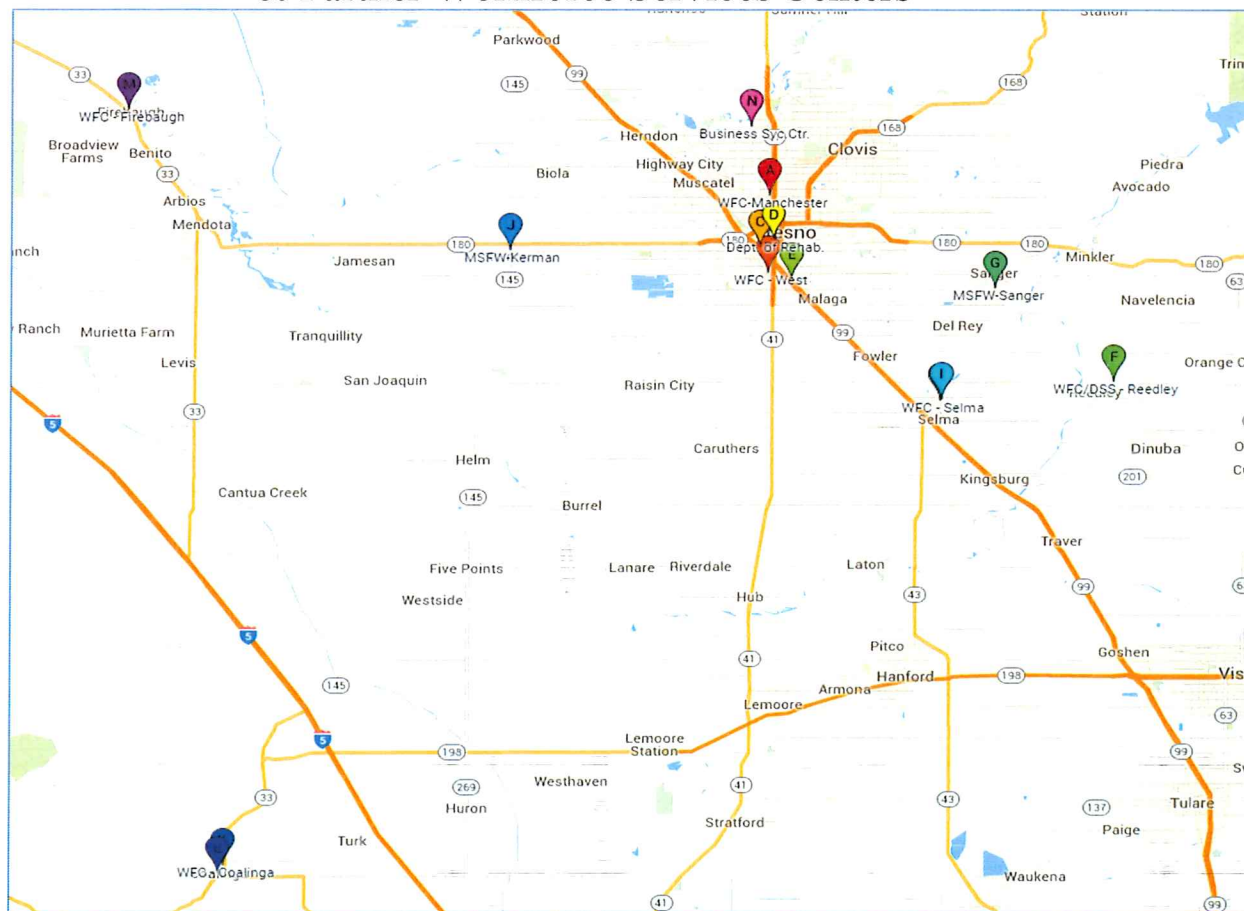 Parkwood
Station
33
99
145
168
M
Firebaugh
WFC - Firebaugh
N
Business Svc.Ctr.
168
Broadview
Farms
Benito
Herndon
Clovis
33
Biola
Highway City
Muscatel
A
Piedra
Avocado
Arbios
Mendota
WFC-Manchester
J
C
D
180
MSFW-Kerman
180
Dept. of Rehab.
180
180
Minkler
180
Jamesan
145
E
WFC - West
Malaga
G
Sanger
MSFW-Sanger
63
Navelencia
Ranch
Murietta Farm
Tranquillity
41
99
Del Rey
Levis
Fowler
F
San Joaquin
Raisin City
I
WFC/DSS - Reedley
33
5
WFC - Selma
Selma
Caruthers
Dinuba
Helm
Kingsburg
201
Cantua Creek
145
Burrel
Traver
Five Points
Lanare
Riverdale
Laton
99
Westside
Hub
43
5
41
Pitco
Goshen
145
Hanford
198
Armona
Lemoore
63
5
198
Lemoore
Station
99
33
269
Westhaven
41
43
137
Tulare
Huron
Stratford
Paige
Turk
WFC - Coalinga
Waukena
41
99